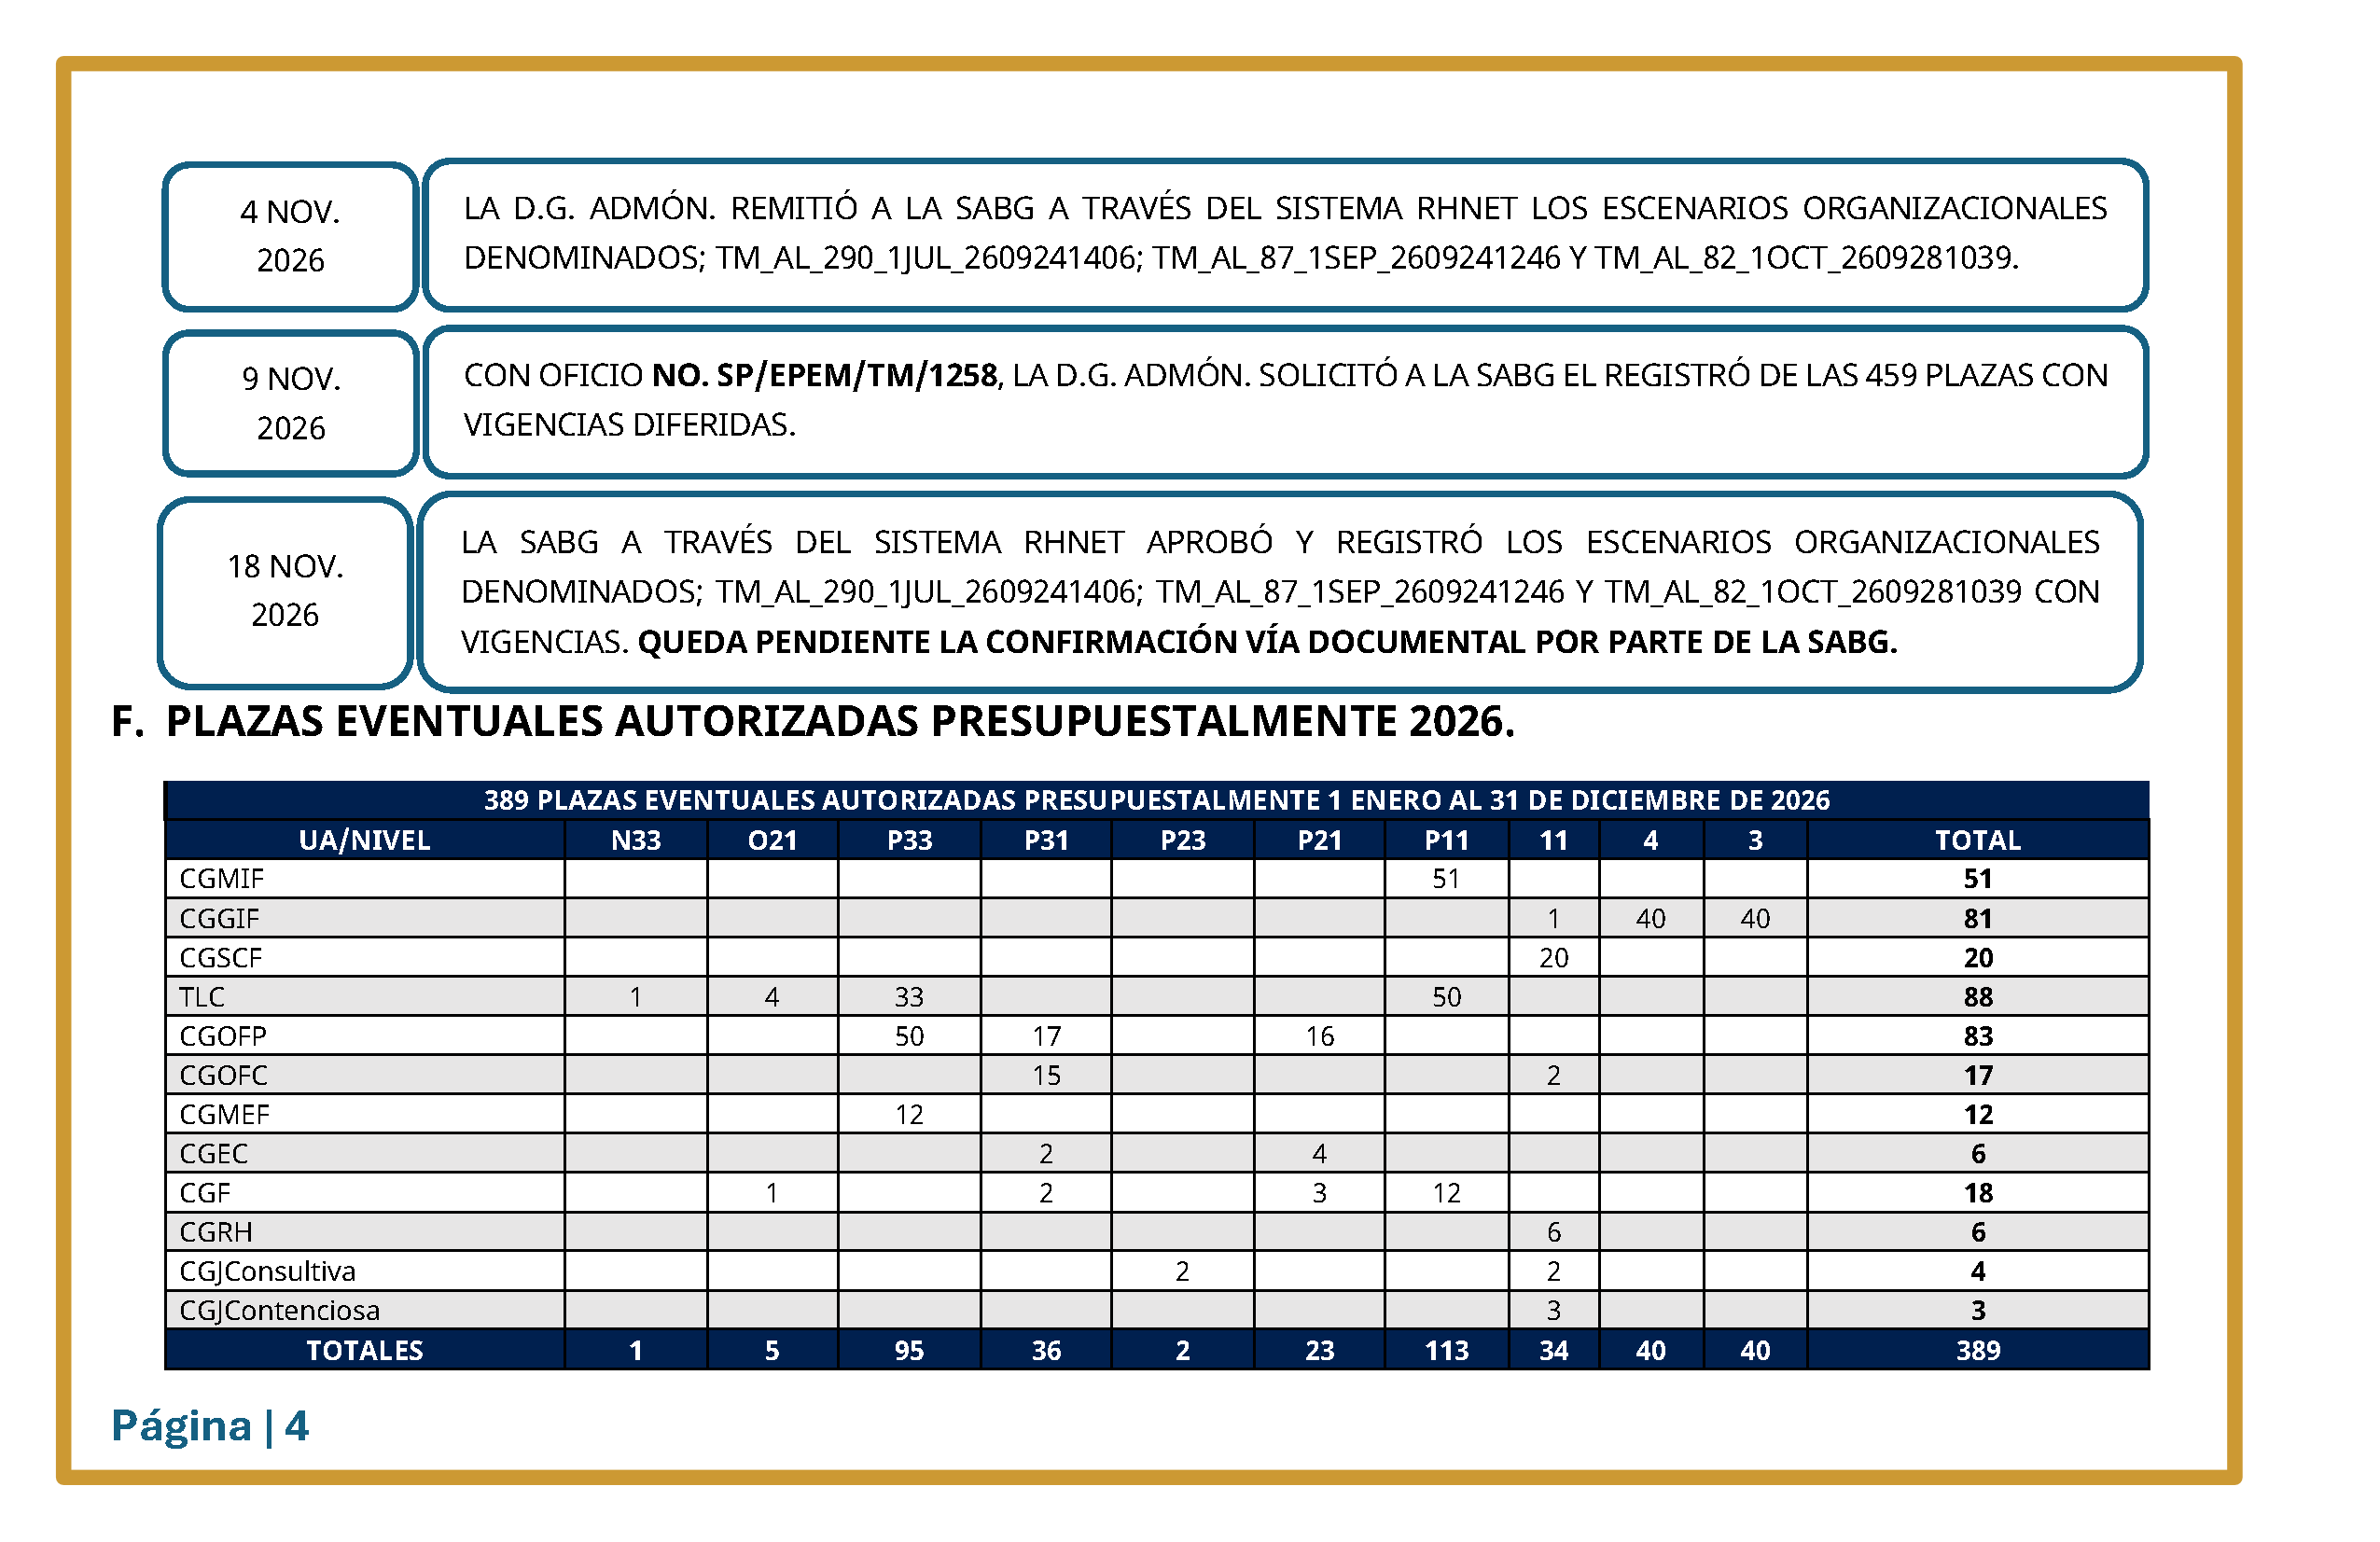 4 NOV.
2026
LA D.G. ADMÓN. REMITIÓ A LA SABG A TRAVÉS DEL SISTEMA RHNET LOS ESCENARIOS ORGANIZACIONALES
DENOMINADOS; TM_AL_290_1JUL_2609241406; TM_AL_87_1SEP_2609241246 Y TM_AL_82_1OCT_2609281039.
9 NOV.
2026
CON OFICIO NO. SP/EPEM/TM/1258, LA D.G. ADMÓN. SOLICITÓ A LA SABG EL REGISTRÓ DE LAS 459 PLAZAS CON
VIGENCIAS DIFERIDAS.
18 NOV.
2026
LA SABG A TRAVÉS DEL SISTEMA RHNET APROBÓ Y REGISTRÓ LOS ESCENARIOS ORGANIZACIONALES
DENOMINADOS; TM_AL_290_1JUL_2609241406; TM_AL_87_1SEP_2609241246 Y TM_AL_82_1OCT_2609281039 CON
VIGENCIAS. QUEDA PENDIENTE LA CONFIRMACIÓN VÍA DOCUMENTAL POR PARTE DE LA SABG.
F. PLAZAS EVENTUALES AUTORIZADAS PRESUPUESTALMENTE 2026.
389 PLAZAS EVENTUALES AUTORIZADAS PRESUPUESTALMENTE 1 ENERO AL 31 DE DICIEMBRE DE 2026
UA/NIVEL N33 O21 P33 P31 P23 P21 P11 11 4 3 TOTAL
CGMIF 51 51
CGGIF 1 40 40 81
CGSCF 20 20
TLC 1 4 33 50 88
CGOFP 50 17 16 83
CGOFC 15 2 17
CGMEF 12 12
CGEC 2 4 6
CGF 1 2 3 12 18
CGRH 6 6
CGJConsultiva 2 2 4
CGJContenciosa 3 3
TOTALES 1 5 95 36 2 23 113 34 40 40 389
Página | 4